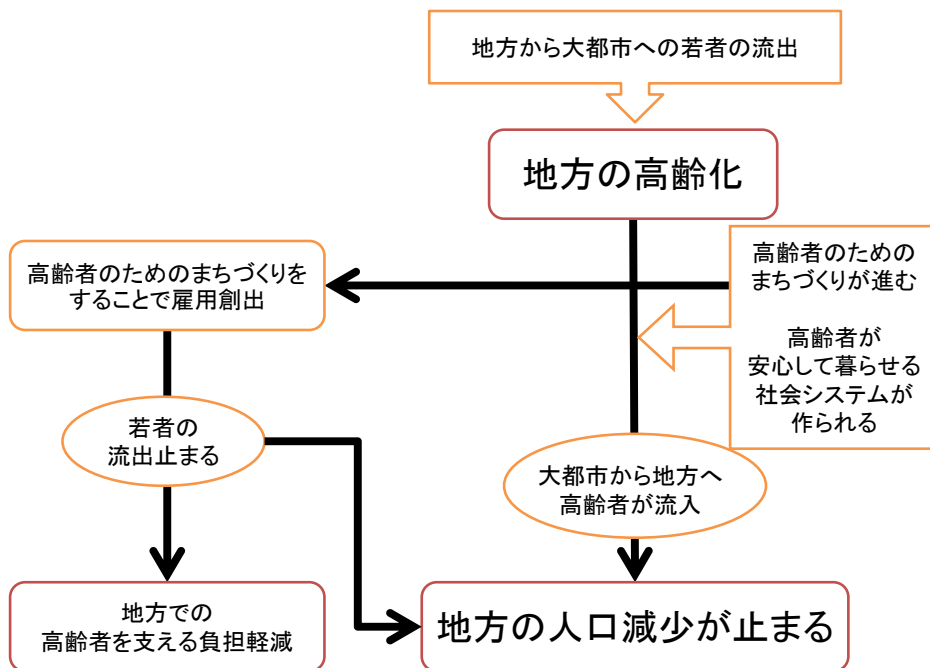 地方から大都市への若者の流出
地方の高齢化
高齢者のための
まちづくりが進む
高齢者が
安心して暮らせる
社会システムが
作られる
高齢者のためのまちづくりを
することで雇用創出
若者の
流出止まる
大都市から地方へ
高齢者が流入
地方での
高齢者を支える負担軽減
地方の人口減少が止まる